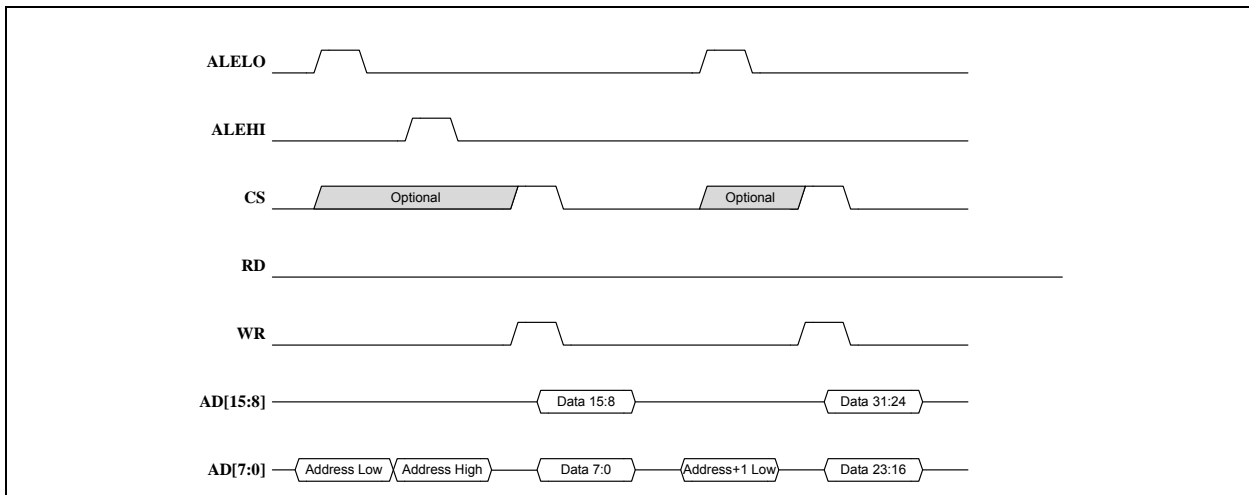 ALELO
ALEHI
CS Optional Optional
RD
WR
AD[15:8] Data 15:8 Data 31:24
AD[7:0] Address Low Address High Data 7:0 Address+1 Low Data 23:16